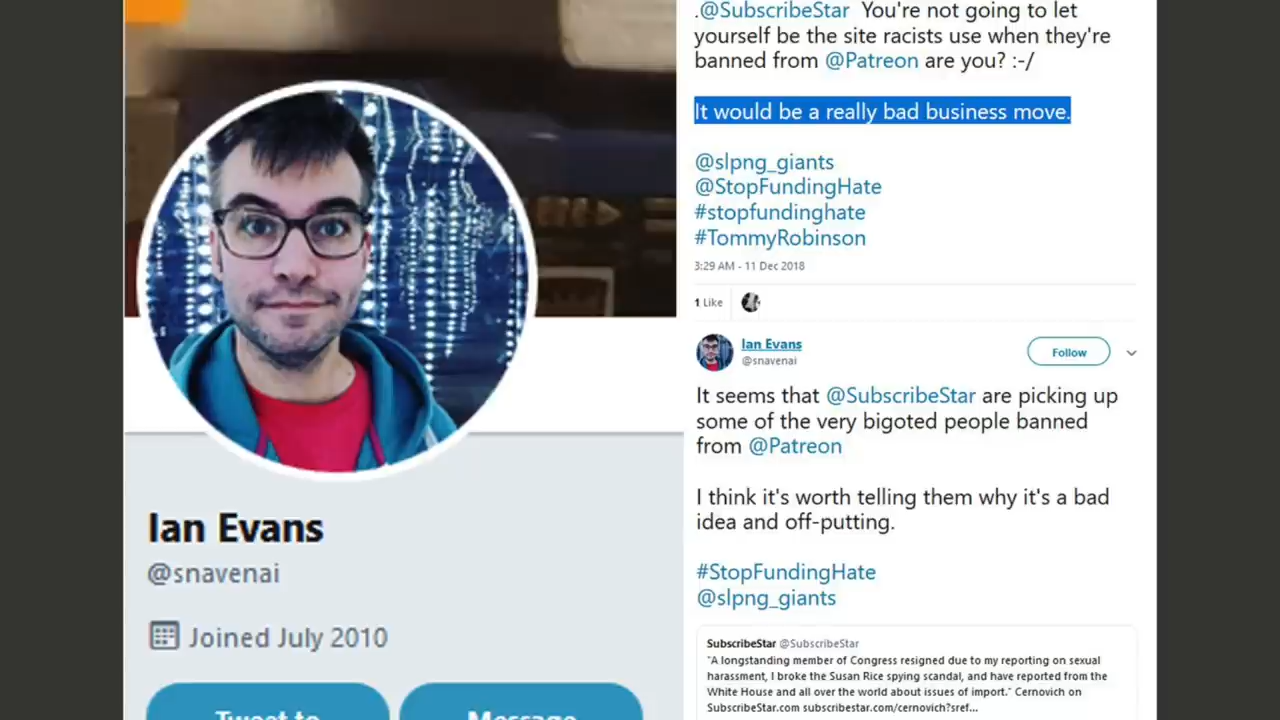 Ian Evans
@snavenai
Joined July 2010
Tweet to
Message
.@SubscribeStar You're not going to let
yourself be the site racists use when they're
banned from @Patreon are you? :-/
It would be a really bad business move.
@slpng_giants
@StopFundingHate
#stopfundinghate
#TommyRobinson
3:29 AM - 11 Dec 2018
1 Like
Ian Evans
@snavenai
Follow
It seems that @SubscribeStar are picking up
some of the very bigoted people banned
from @Patreon
I think it's worth telling them why it's a bad
idea and off-putting.
#StopFundingHate
@slpng_giants
SubscribeStar @SubscribeStar
"A longstanding member of Congress resigned due to my reporting on sexual
harassment, I broke the Susan Rice spying scandal, and have reported from the
White House and all over the world about issues of import." Cernovich on
SubscribeStar.com subscribestar.com/cernovich?sref...